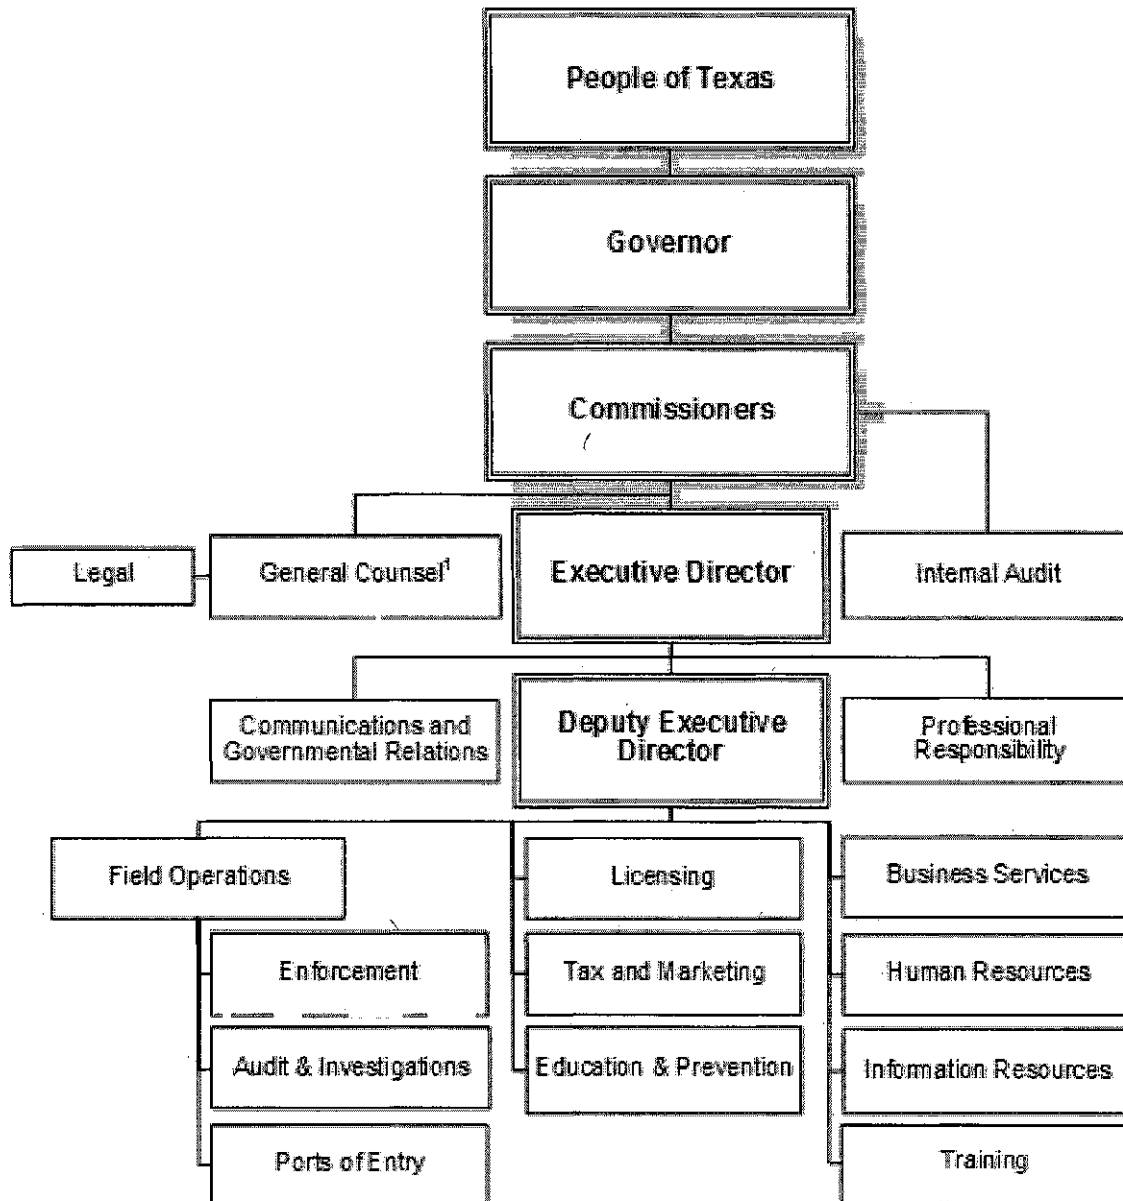 People of Texas
Governor
Commissioners
Legal
General Counsel¹
Executive Director
Internal Audit
Communications and
Governmental Relations
Deputy Executive
Director
Professional
Responsibility
Field Operations
Licensing
Business Services
Enforcement
Tax and Marketing
Human Resources
Audit & Investigations
Education & Prevention
Information Resources
Ports of Entry
Training